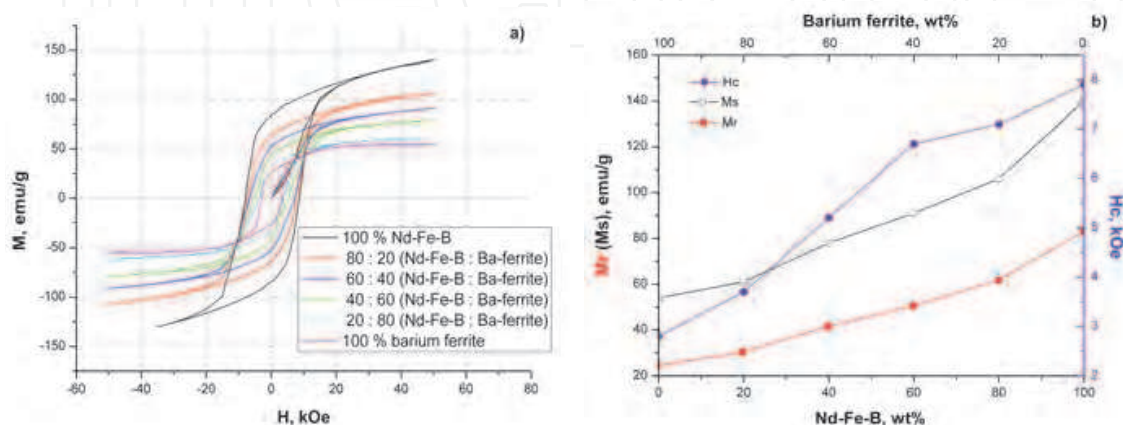 a)
M, emu/g
150
100
50
0
-50
-100
-150
-60
-40
-20
0
20
40
60
80
H, kOe
100 % Nd-Fe-B
80 : 20 (Nd-Fe-B : Ba-ferrite)
60 : 40 (Nd-Fe-B : Ba-ferrite)
40 : 60 (Nd-Fe-B : Ba-ferrite)
20 : 80 (Nd-Fe-B : Ba-ferrite)
100 % barium ferrite
b)
Barium ferrite, wt%
100
80
60
40
20
0
Mr (Ms), emu/g
160
140
120
100
80
60
40
20
Hc
Ms
Mr
8
7
6
5
4
3
2
Hc, kOe
0
20
40
60
80
100
Nd-Fe-B, wt%